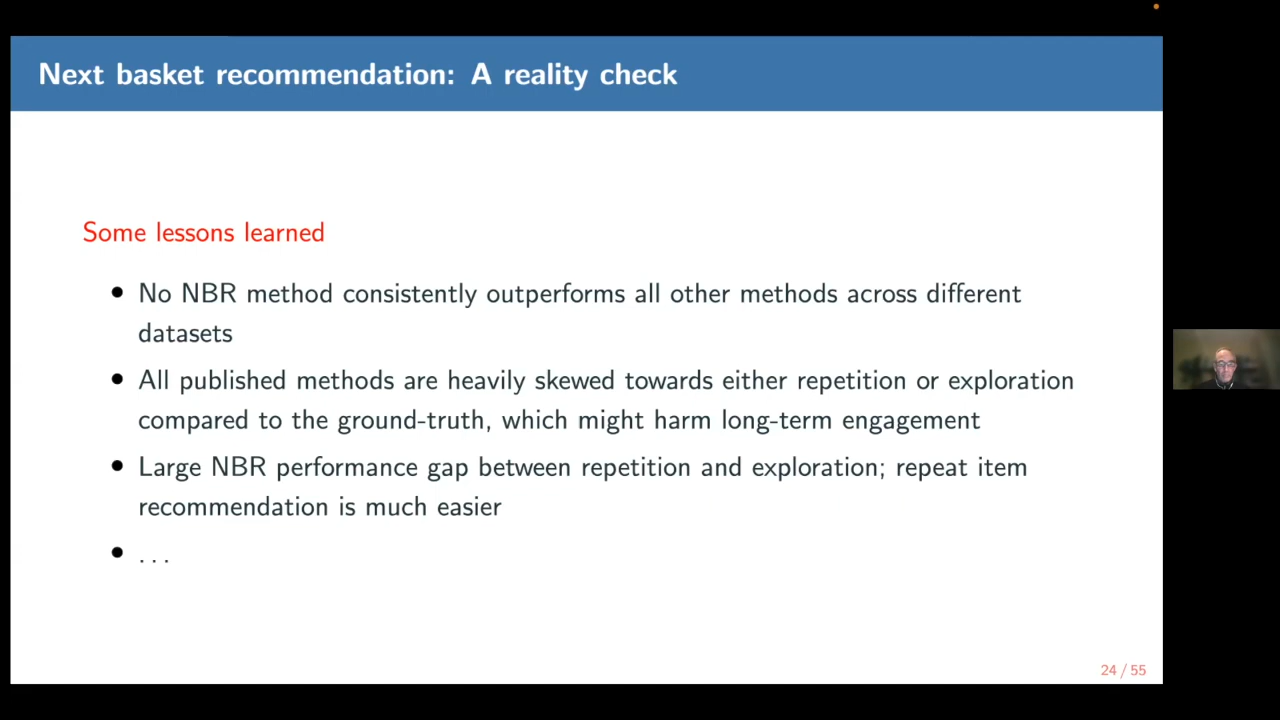 Next basket recommendation: A reality check
Some lessons learned
• No NBR method consistently outperforms all other methods across different
datasets
• All published methods are heavily skewed towards either repetition or exploration
compared to the ground-truth, which might harm long-term engagement
• Large NBR performance gap between repetition and exploration; repeat item
recommendation is much easier
• . . .
24 / 55